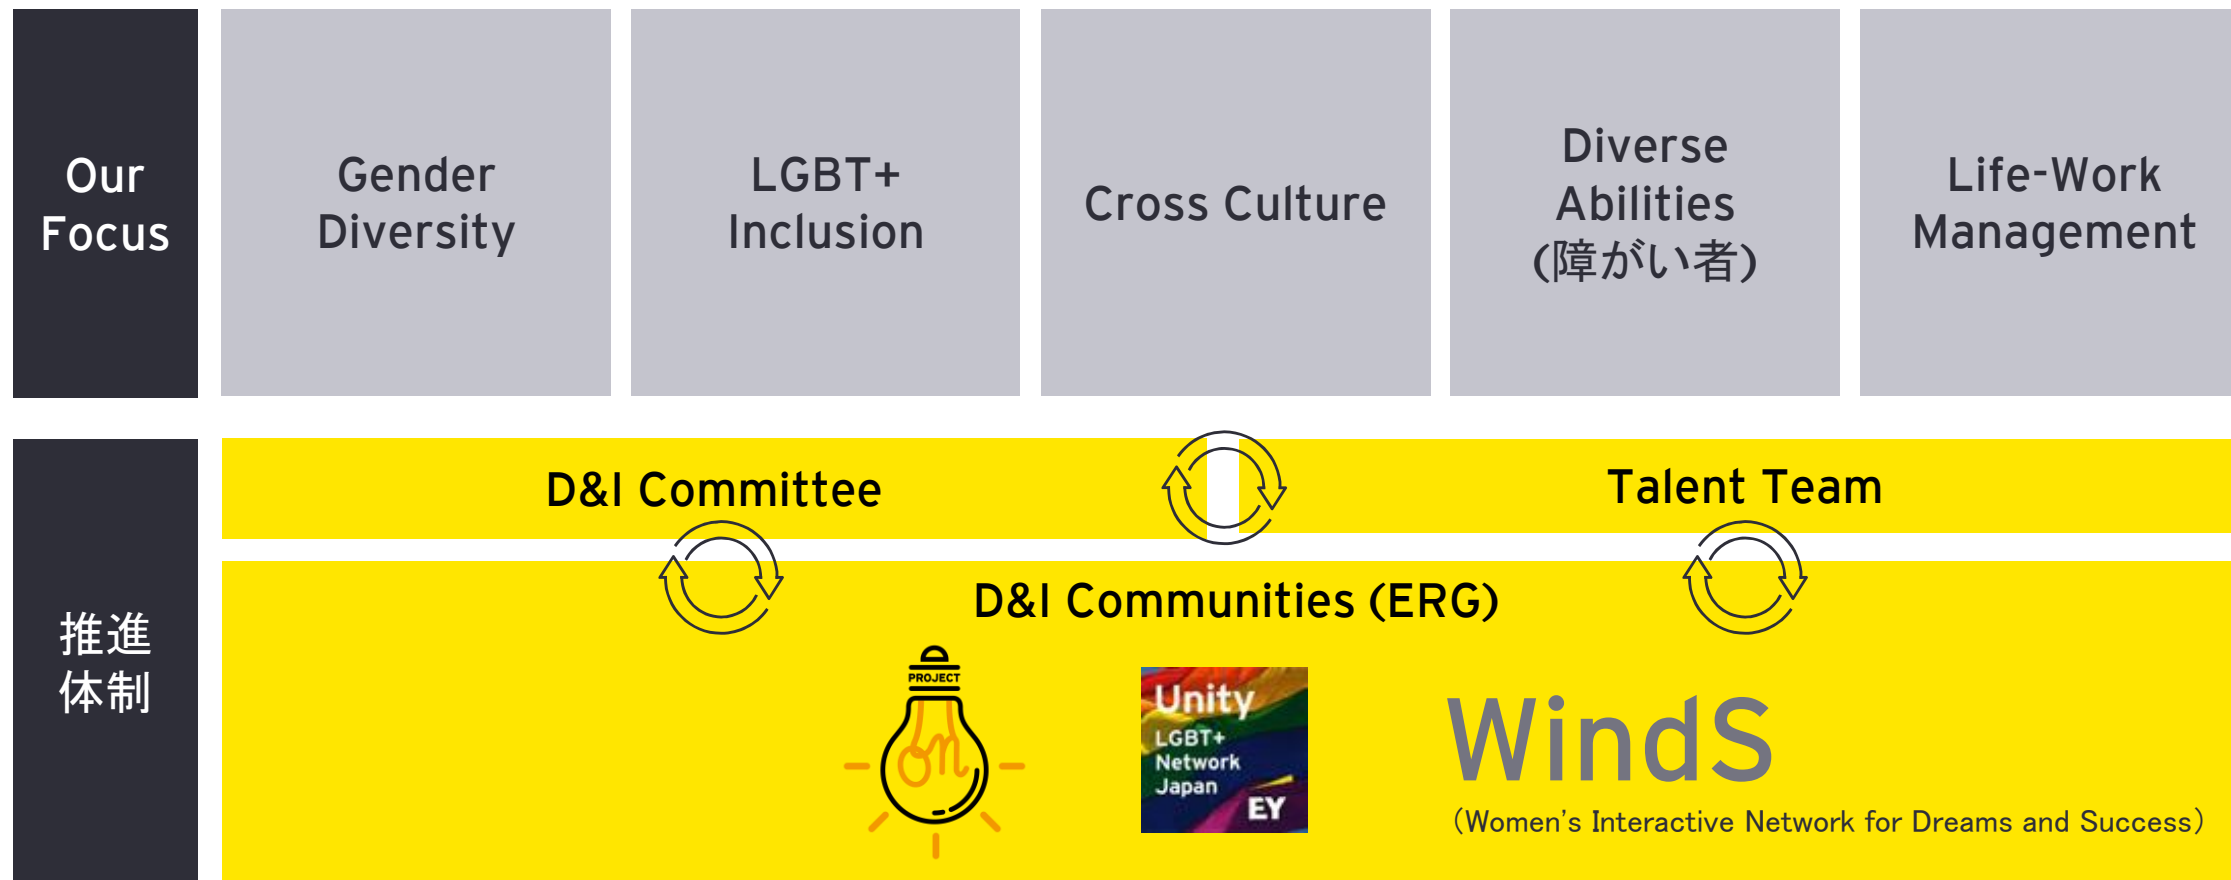 Our
Focus
Gender
Diversity
LGBT+
Inclusion
Cross Culture
Diverse
Abilities
(障がい者)
Life-Work
Management
推進
体制
D&I Committee
Talent Team
D&I Communities (ERG)
PROJECT
on
Unity
LGBT+
Network
Japan
EY
WindS
（Women's Interactive Network for Dreams and Success）